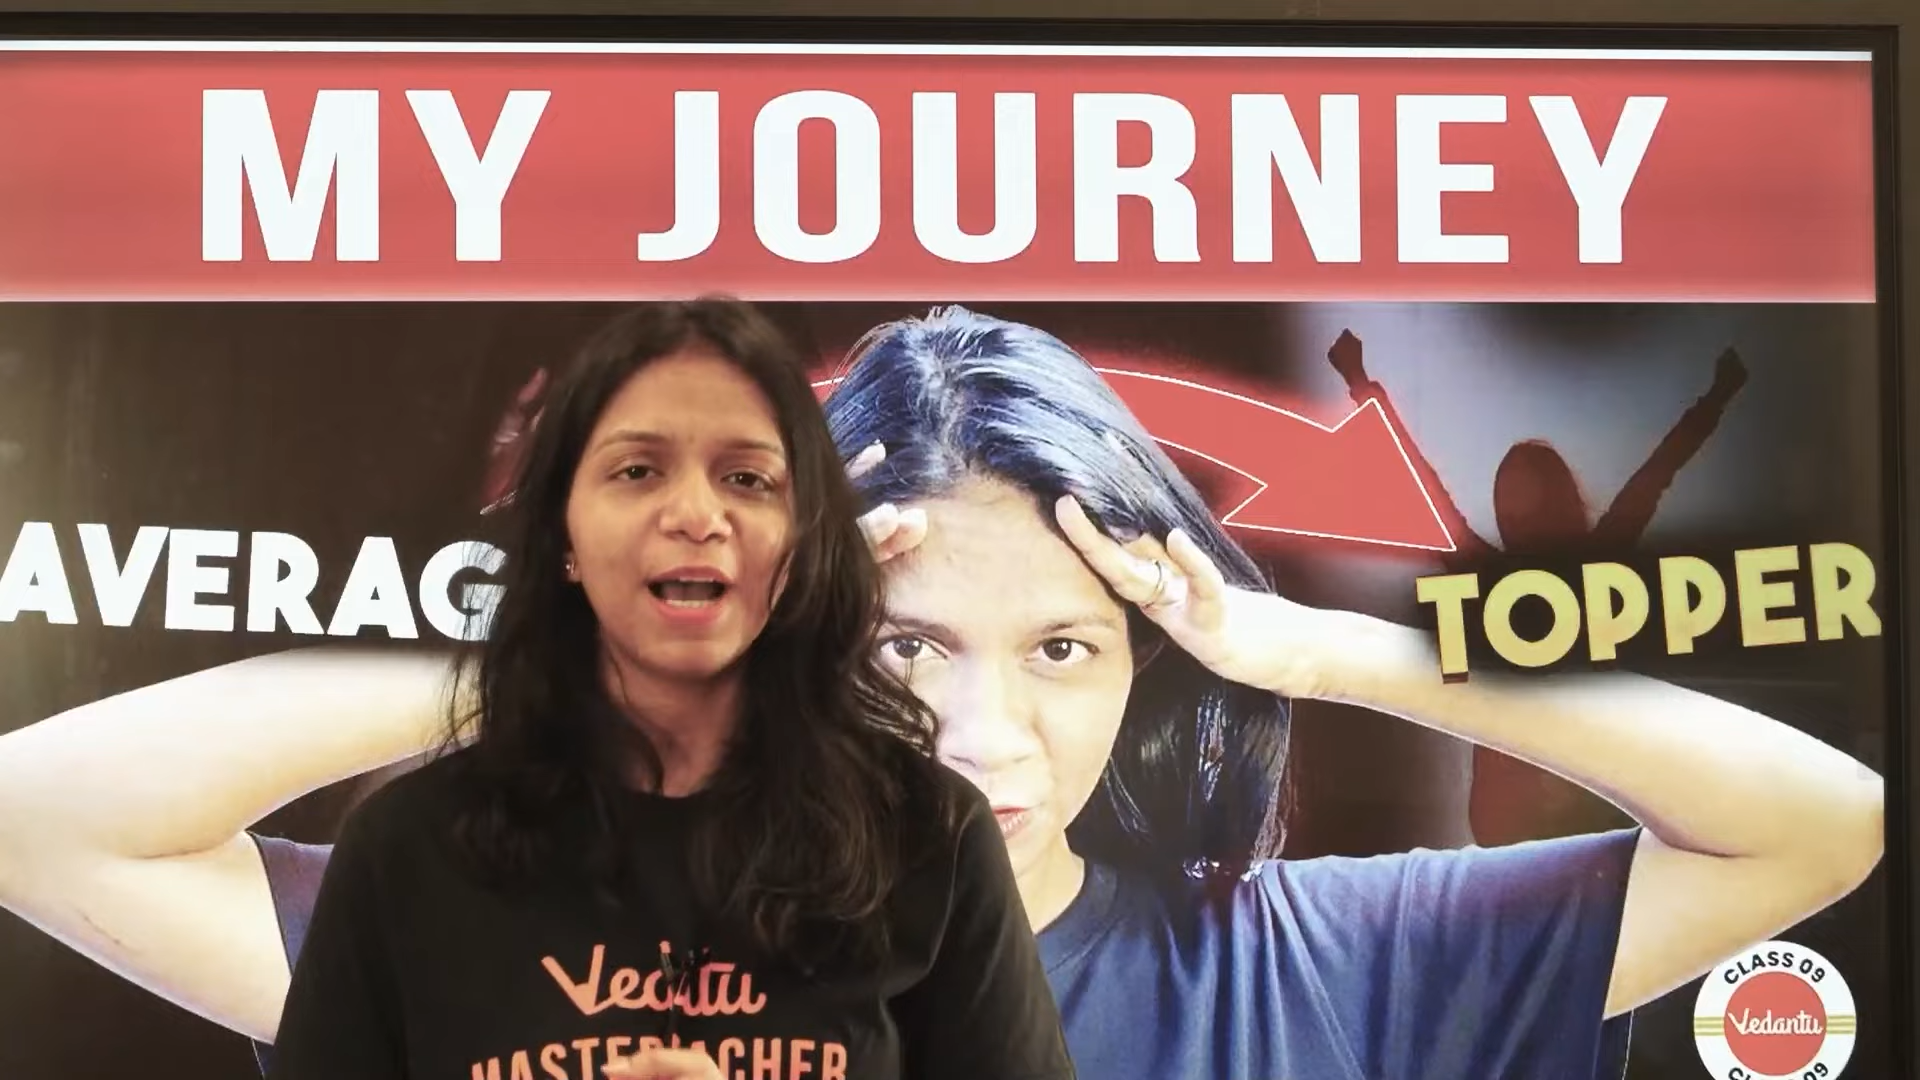 MY JOURNEY
AVERAG
TOPPER
Vedantu
CLASS 09
Vedantu